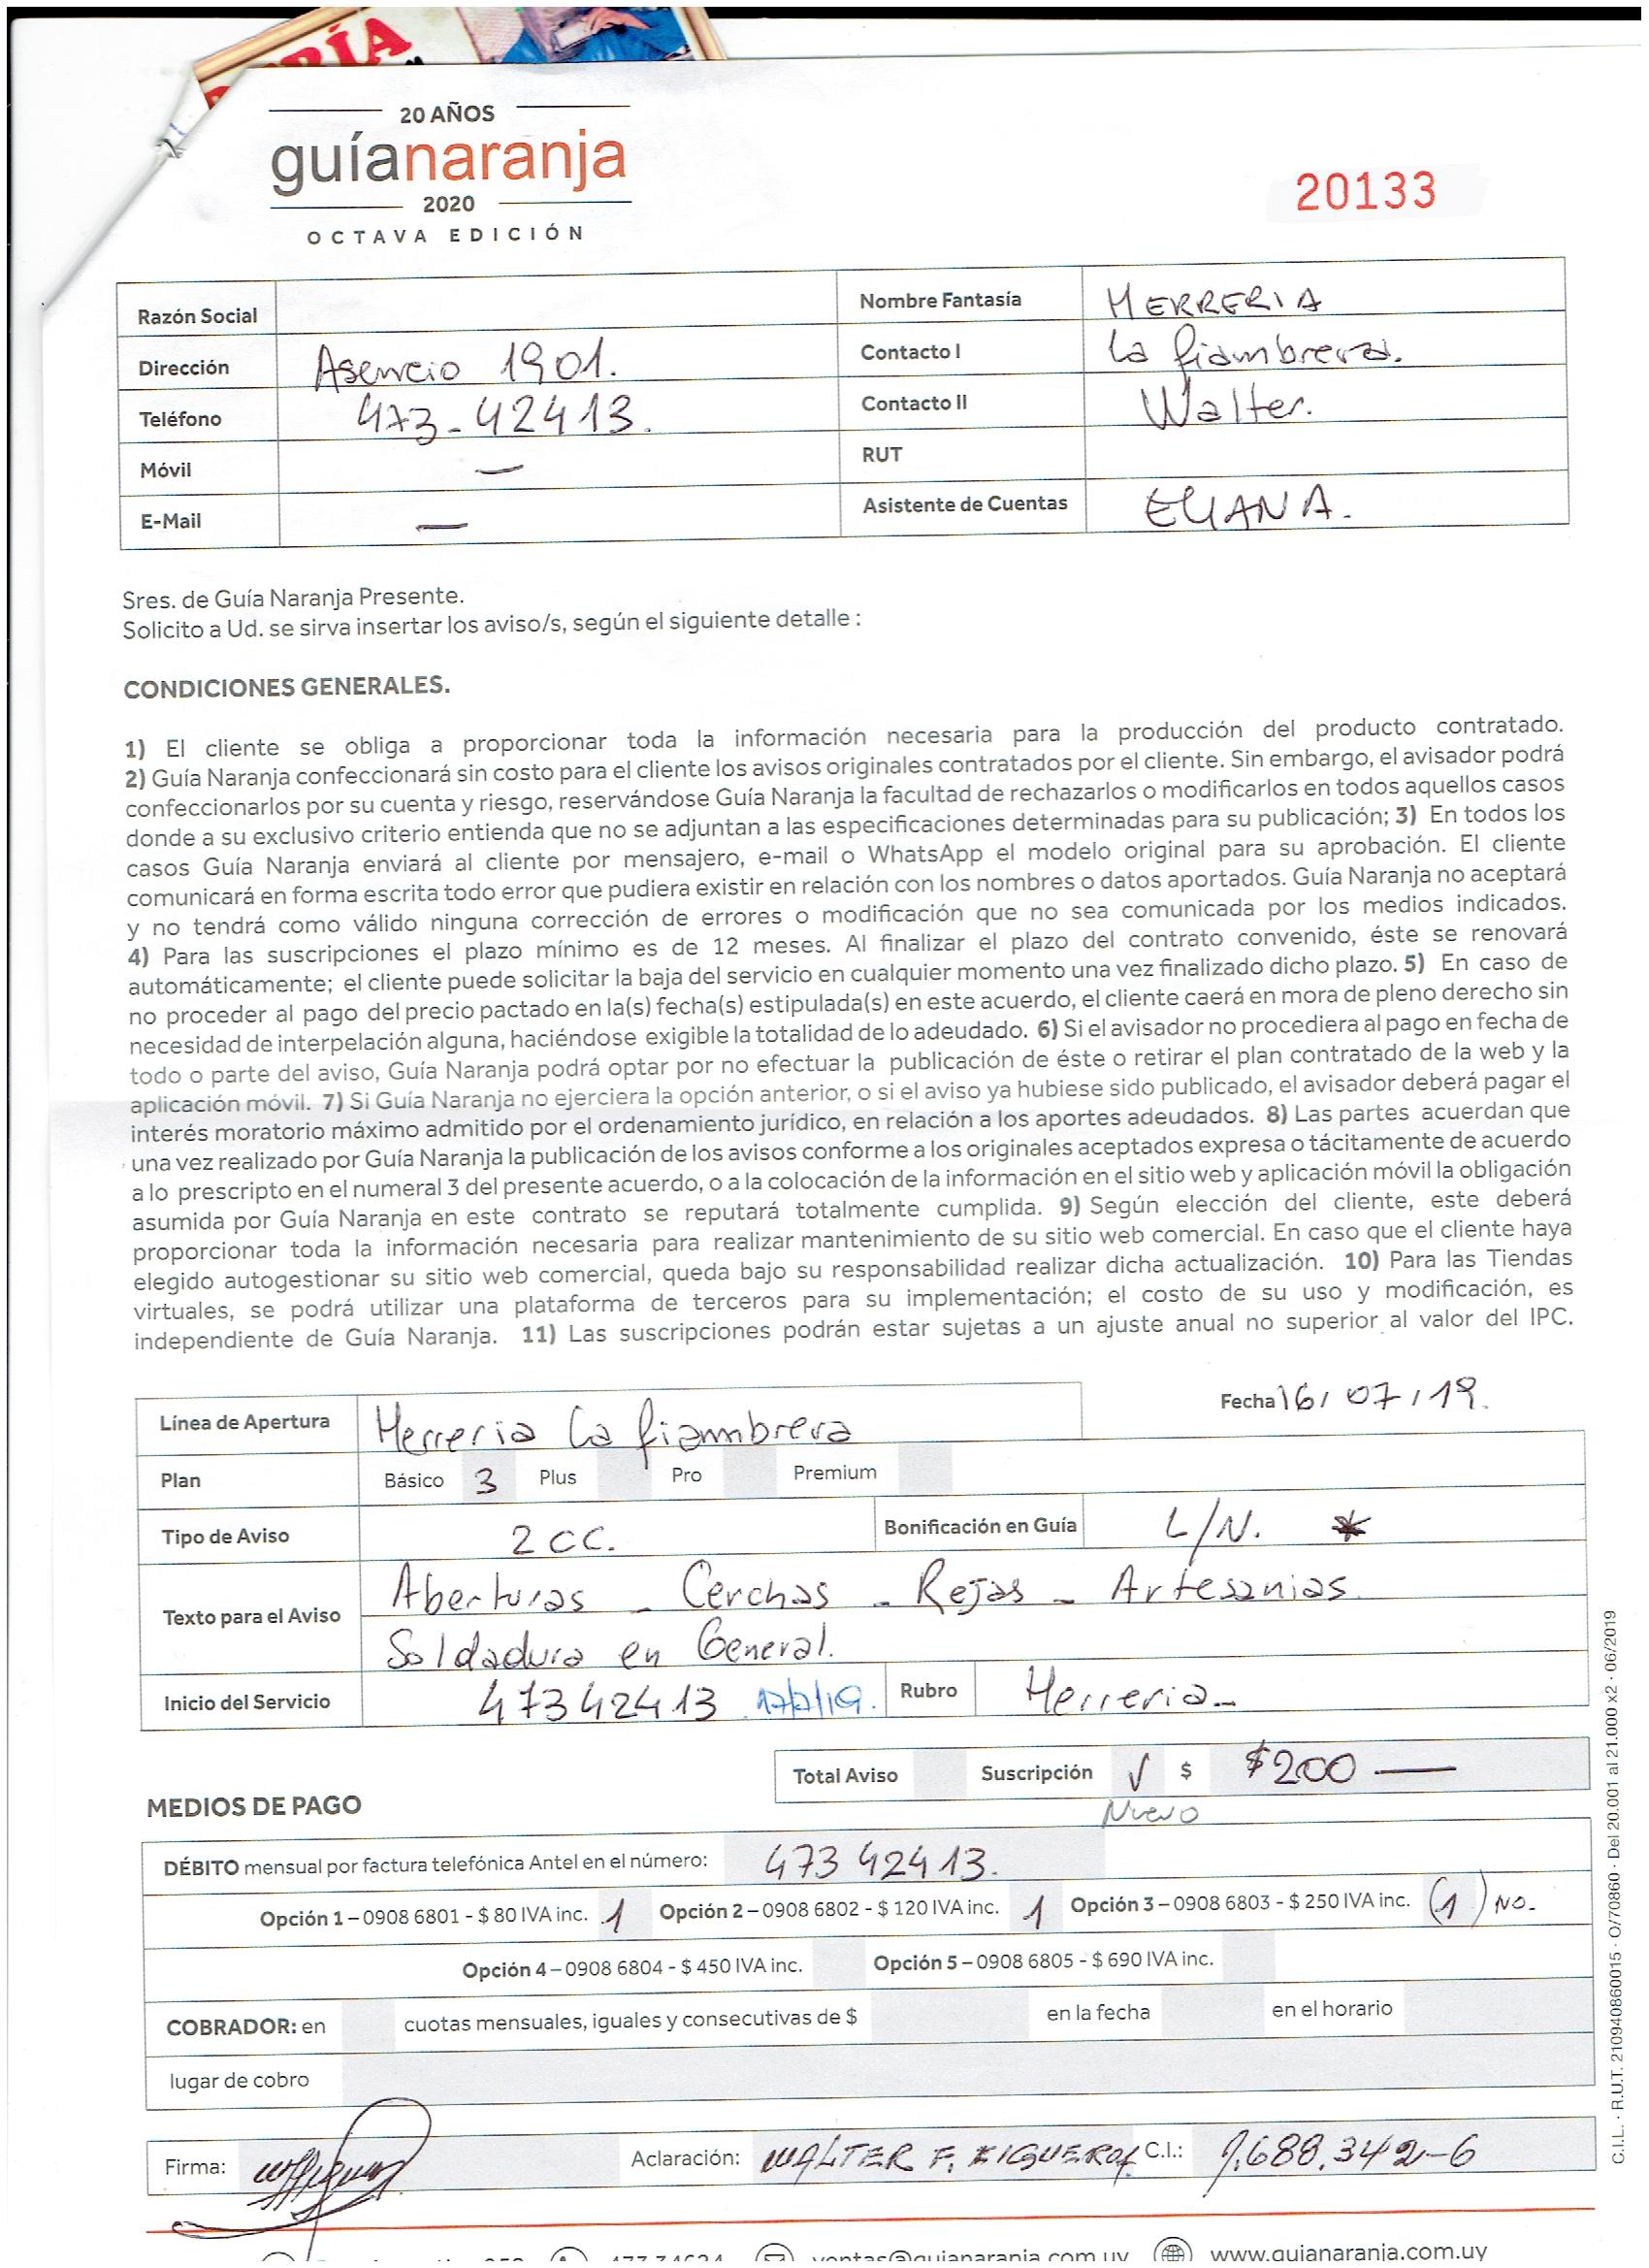 RÍA
20 AÑOS
guíanaranja
2020
OCTAVA EDICIÓN
20133
Razón Social
Nombre Fantasía HERRERIA
Dirección Asencio 1901.
Contacto I La fiambrera.
Teléfono 473-42413.
Contacto II Walter.
Móvil —
RUT
E-Mail —
Asistente de Cuentas ELIANA.
Sres. de Guía Naranja Presente.
Solicito a Ud. se sirva insertar los aviso/s, según el siguiente detalle :
CONDICIONES GENERALES.
1) El cliente se obliga a proporcionar toda la información necesaria para la producción del producto contratado.
2) Guía Naranja confeccionará sin costo para el cliente los avisos originales contratados por el cliente. Sin embargo, el avisador podrá
confeccionarlos por su cuenta y riesgo, reservándose Guía Naranja la facultad de rechazarlos o modificarlos en todos aquellos casos
donde a su exclusivo criterio entienda que no se adjuntan a las especificaciones determinadas para su publicación; 3) En todos los
casos Guía Naranja enviará al cliente por mensajero, e-mail o WhatsApp el modelo original para su aprobación. El cliente
comunicará en forma escrita todo error que pudiera existir en relación con los nombres o datos aportados. Guía Naranja no aceptará
y no tendrá como válido ninguna corrección de errores o modificación que no sea comunicada por los medios indicados.
4) Para las suscripciones el plazo mínimo es de 12 meses. Al finalizar el plazo del contrato convenido, éste se renovará
automáticamente; el cliente puede solicitar la baja del servicio en cualquier momento una vez finalizado dicho plazo. 5) En caso de
no proceder al pago del precio pactado en la(s) fecha(s) estipulada(s) en este acuerdo, el cliente caerá en mora de pleno derecho sin
necesidad de interpelación alguna, haciéndose exigible la totalidad de lo adeudado. 6) Si el avisador no procediera al pago en fecha de
todo o parte del aviso, Guía Naranja podrá optar por no efectuar la publicación de éste o retirar el plan contratado de la web y la
aplicación móvil. 7) Si Guía Naranja no ejerciera la opción anterior, o si el aviso ya hubiese sido publicado, el avisador deberá pagar el
interés moratorio máximo admitido por el ordenamiento jurídico, en relación a los aportes adeudados. 8) Las partes acuerdan que
una vez realizado por Guía Naranja la publicación de los avisos conforme a los originales aceptados expresa o tácitamente de acuerdo
a lo prescripto en el numeral 3 del presente acuerdo, o a la colocación de la información en el sitio web y aplicación móvil la obligación
asumida por Guía Naranja en este contrato se reputará totalmente cumplida. 9) Según elección del cliente, este deberá
proporcionar toda la información necesaria para realizar mantenimiento de su sitio web comercial. En caso que el cliente haya
elegido autogestionar su sitio web comercial, queda bajo su responsabilidad realizar dicha actualización. 10) Para las Tiendas
virtuales, se podrá utilizar una plataforma de terceros para su implementación; el costo de su uso y modificación, es
independiente de Guía Naranja. 11) Las suscripciones podrán estar sujetas a un ajuste anual no superior al valor del IPC.
Fecha 16/07/19.
Línea de Apertura Herreria La fiambrera
Plan Básico 3 Plus Pro Premium
Tipo de Aviso 2 CC. Bonificación en Guía L/N. *
Texto para el Aviso Aberturas - Cerchas - Rejas - Artesanias
Soldadura en General.
Inicio del Servicio 47342413 17/7/19. Rubro Herreria-
Total Aviso Suscripción √ $ $200 —
Nuevo
MEDIOS DE PAGO
DÉBITO mensual por factura telefónica Antel en el número: 473 42413.
Opción 1 – 0908 6801 - $ 80 IVA inc. 1 Opción 2 – 0908 6802 - $ 120 IVA inc. 1 Opción 3 – 0908 6803 - $ 250 IVA inc. (1) NO-
Opción 4 – 0908 6804 - $ 450 IVA inc. Opción 5 – 0908 6805 - $ 690 IVA inc.
COBRADOR: en cuotas mensuales, iguales y consecutivas de $ en la fecha en el horario
lugar de cobro
Firma: Aclaración: WALTER F. FIGUEROA C.I.: 1.688.342-6
ventas@guianaranja.com.uy www.guianaranja.com.uy
C.I.L. · R.U.T. 210940860015 · O/70860 · Del 20.001 al 21.000 x2 · 06/2019